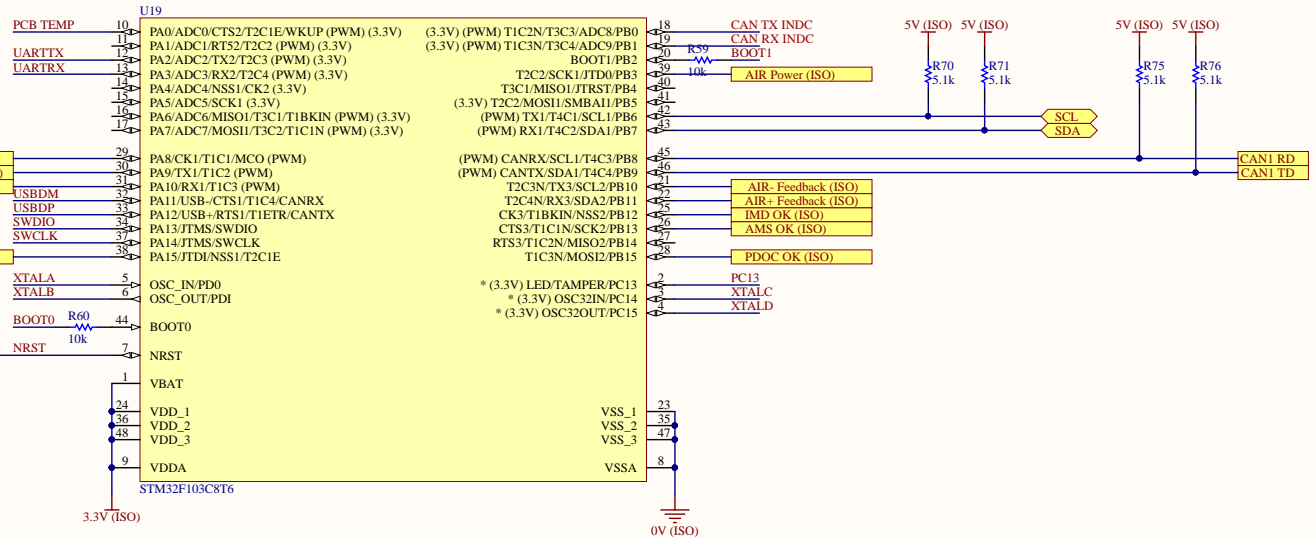 U19
PCB TEMP 10 PA0/ADC0/CTS2/T2C1E/WKUP (PWM) (3.3V)
11 PA1/ADC1/RT52/T2C2 (PWM) (3.3V)
UARTTX 12 PA2/ADC2/TX2/T2C3 (PWM) (3.3V)
UARTRX 13 PA3/ADC3/RX2/T2C4 (PWM) (3.3V)
14 PA4/ADC4/NSS1/CK2 (3.3V)
15 PA5/ADC5/SCK1 (3.3V)
16 PA6/ADC6/MISO1/T3C1/T1BKIN (PWM) (3.3V)
17 PA7/ADC7/MOSI1/T3C2/T1C1N (PWM) (3.3V)
29 PA8/CK1/T1C1/MCO (PWM)
) 30 PA9/TX1/T1C2 (PWM)
31 PA10/RX1/T1C3 (PWM)
USBDM 32 PA11/USB-/CTS1/T1C4/CANRX
USBDP 33 PA12/USB+/RTS1/T1ETR/CANTX
SWDIO 34 PA13/JTMS/SWDIO
SWCLK 37 PA14/JTMS/SWCLK
38 PA15/JTDI/NSS1/T2C1E
XTALA 5 OSC_IN/PD0
XTALB 6 OSC_OUT/PDI
BOOT0 R60 10k 44 BOOT0
NRST 7 NRST
1 VBAT
24 VDD_1
36 VDD_2
48 VDD_3
9 VDDA
3.3V (ISO)
STM32F103C8T6
(3.3V) (PWM) T1C2N/T3C3/ADC8/PB0 18 CAN TX INDC
(3.3V) (PWM) T1C3N/T3C4/ADC9/PB1 19 CAN RX INDC
BOOT1/PB2 20 R59 10k BOOT1
T2C2/SCK1/JTD0/PB3 39 AIR Power (ISO)
T3C1/MISO1/JTRST/PB4 40
(3.3V) T2C2/MOSI1/SMBAI1/PB5 41
(PWM) TX1/T4C1/SCL1/PB6 42 SCL
(PWM) RX1/T4C2/SDA1/PB7 43 SDA
(PWM) CANRX/SCL1/T4C3/PB8 45 CAN1 RD
(PWM) CANTX/SDA1/T4C4/PB9 46 CAN1 TD
T2C3N/TX3/SCL2/PB10 21 AIR- Feedback (ISO)
T2C4N/RX3/SDA2/PB11 22 AIR+ Feedback (ISO)
CK3/T1BKIN/NSS2/PB12 25 IMD OK (ISO)
CTS3/T1C1N/SCK2/PB13 26 AMS OK (ISO)
RTS3/T1C2N/MISO2/PB14 27
T1C3N/MOSI2/PB15 28 PDOC OK (ISO)
* (3.3V) LED/TAMPER/PC13 2 PC13
* (3.3V) OSC32IN/PC14 3 XTALC
* (3.3V) OSC32OUT/PC15 4 XTALD
VSS_1 23
VSS_2 35
VSS_3 47
VSSA 8
0V (ISO)
5V (ISO) 5V (ISO) 5V (ISO) 5V (ISO)
R70 R71 R75 R76
5.1k 5.1k 5.1k 5.1k